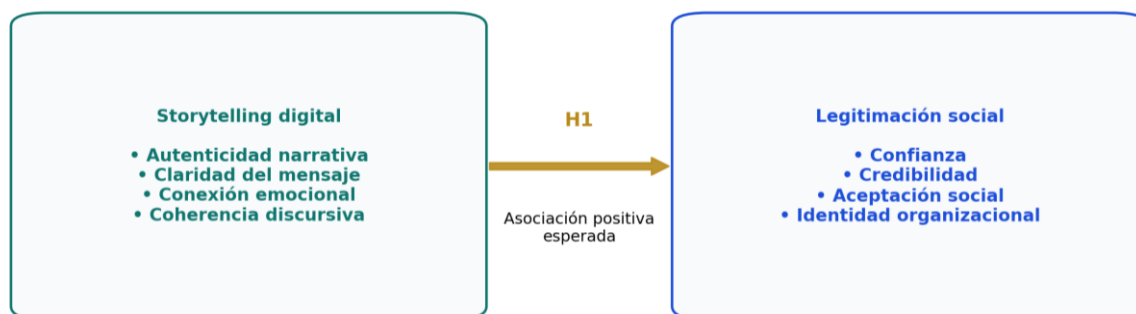 Storytelling digital
• Autenticidad narrativa
• Claridad del mensaje
• Conexión emocional
• Coherencia discursiva
H1
Asociación positiva
esperada
Legitimación social
• Confianza
• Credibilidad
• Aceptación social
• Identidad organizacional